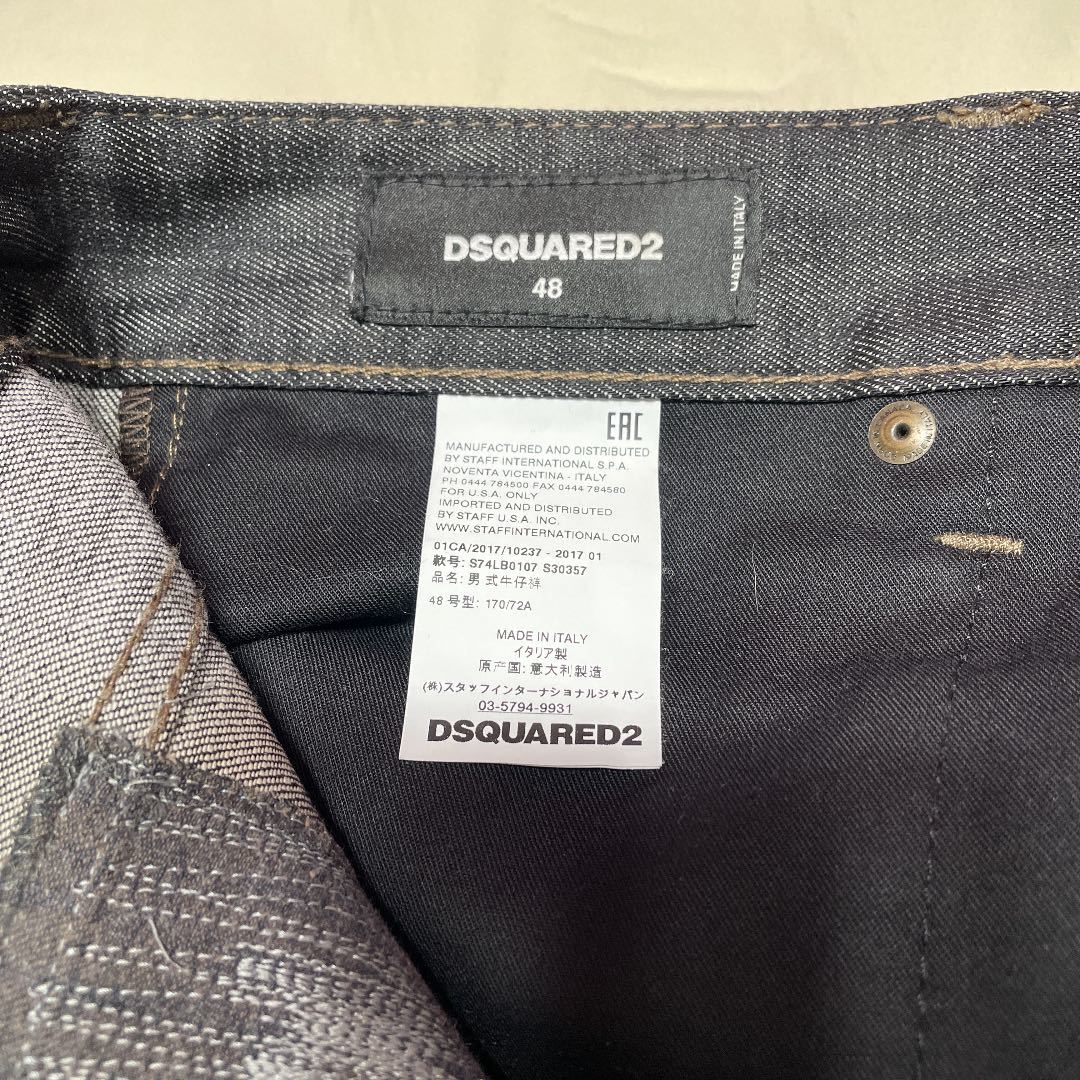 DSQUARED2
48
MADE IN ITALY
EAC
MANUFACTURED AND DISTRIBUTED
BY STAFF INTERNATIONAL S.P.A.
NOVENTA VICENTINA - ITALY
PH 0444 784500 FAX 0444 784580
FOR U.S.A. ONLY
IMPORTED AND DISTRIBUTED
BY STAFF U.S.A. INC.
WWW.STAFFINTERNATIONAL.COM
01CA/2017/10237 - 2017 01
款号: S74LB0107 S30357
品名: 男式牛仔裤
48 号型: 170/72A
MADE IN ITALY
イタリア製
原产国: 意大利製造
(株)スタッフインターナショナルジャパン
03-5794-9931
DSQUARED2